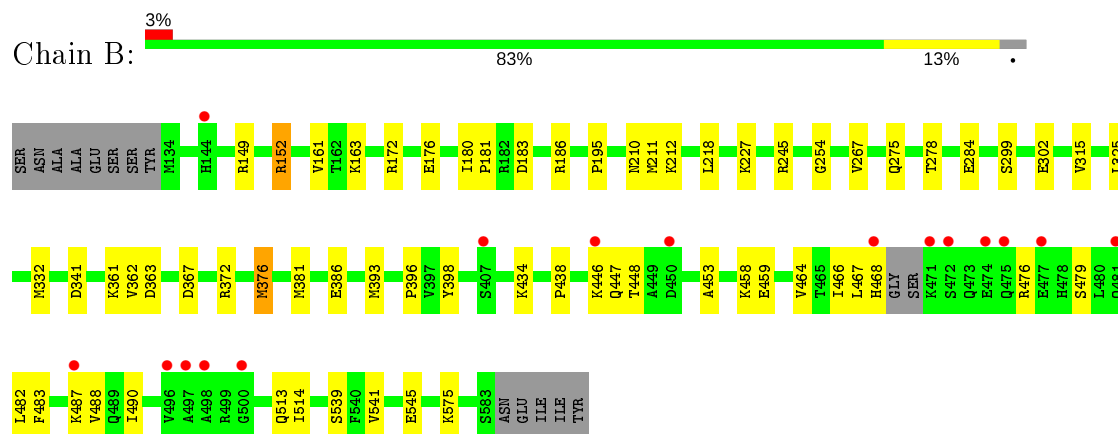 3%
Chain B:
83% 13% •
SER ASN ALA ALA GLU SER SER TYR M134 H144 R149 R152 V161 T162 K163 R172 E176 I180 P181 R182 D183 R186 P195 N210 M211 K212 L218 K227 R245 G254 V267 Q275 T278 E284 S299 E302 V315 L325
M332 D341 K361 V362 D363 D367 R372 M376 M381 E386 M393 P396 V397 Y398 S407 K434 P438 K446 Q447 T448 A449 D450 A453 K458 E459 V464 T465 I466 L467 H468 GLY SER K471 S472 Q473 E474 Q475 R476 E477 H478 S479 L480 Q481
L482 F483 K487 V488 Q489 I490 V496 A497 A498 R499 G500 Q513 I514 S539 F540 V541 E545 K575 S583 ASN GLU ILE ILE TYR